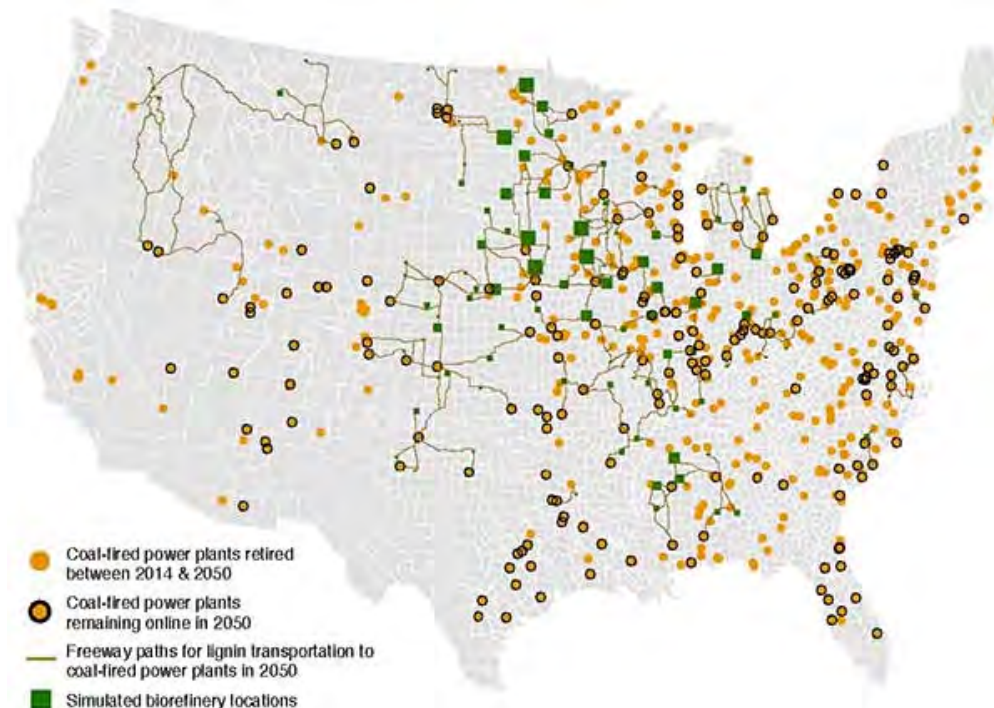 Coal-fired power plants retired
between 2014 & 2050
Coal-fired power plants
remaining online in 2050
Freeway paths for lignin transportation to
coal-fired power plants in 2050
Simulated biorefinery locations